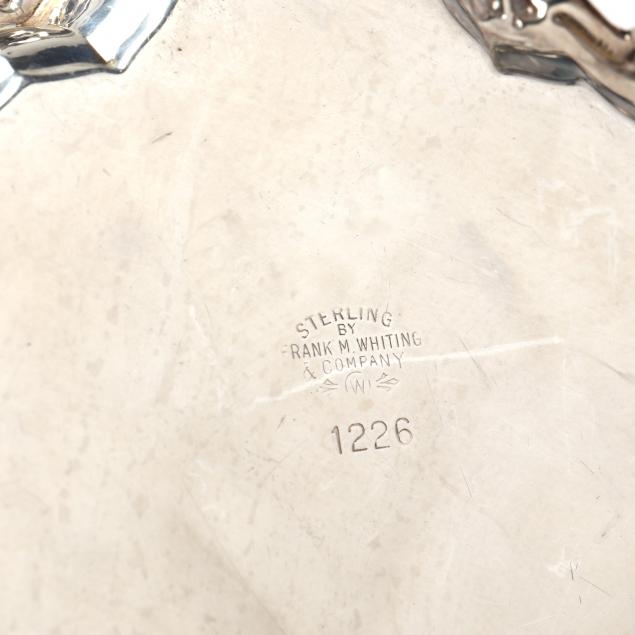 STERLING
BY
FRANK M. WHITING
& COMPANY
W
1226